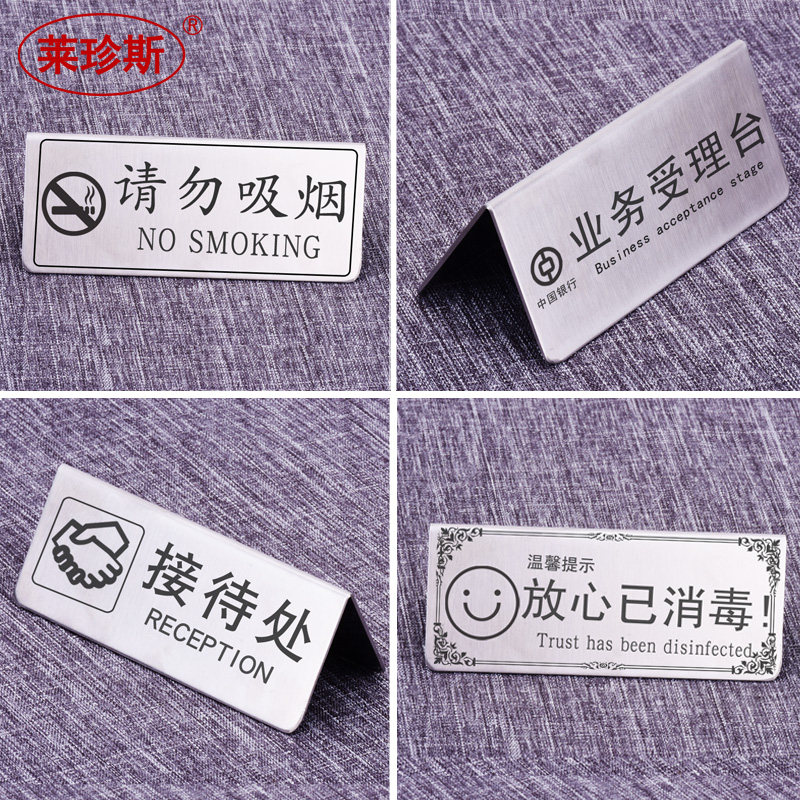 莱珍斯®
请勿吸烟
NO SMOKING
业务受理台
Business acceptance stage
中国银行
接待处
RECEPTION
温馨提示
放心已消毒!
Trust has been disinfected